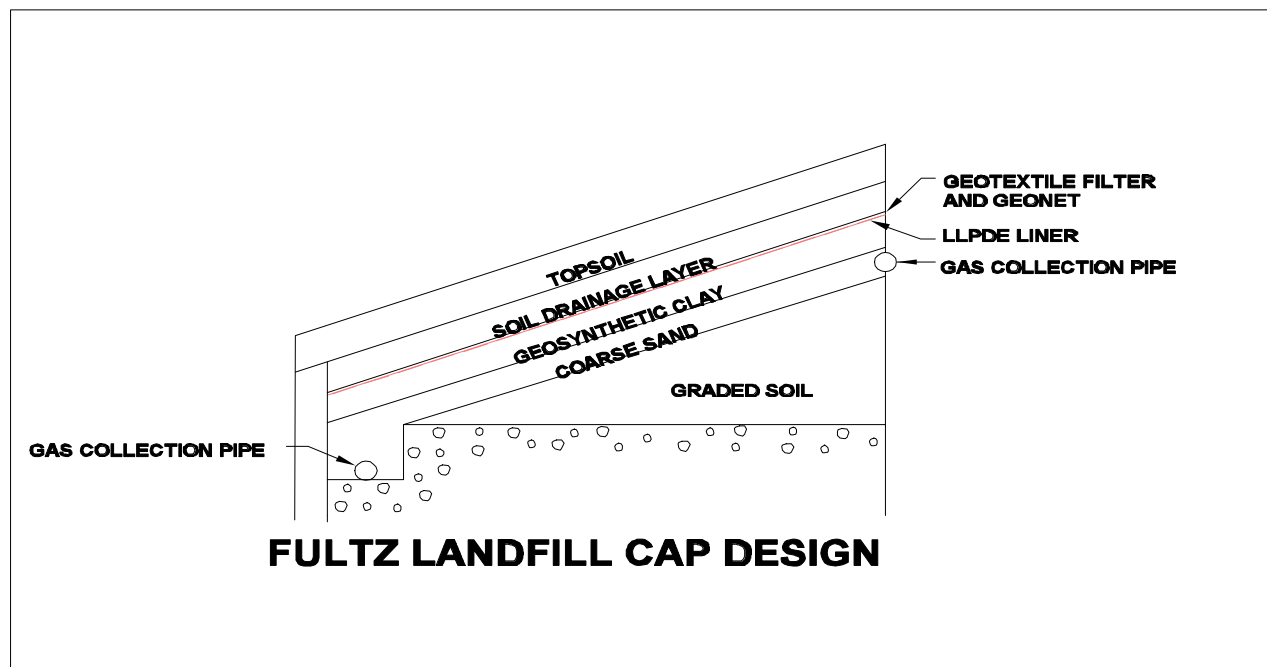 GEOTEXTILE FILTER
AND GEONET
LLPDE LINER
GAS COLLECTION PIPE
TOPSOIL
SOIL DRAINAGE LAYER
GEOSYNTHETIC CLAY
COARSE SAND
GRADED SOIL
GAS COLLECTION PIPE
FULTZ LANDFILL CAP DESIGN